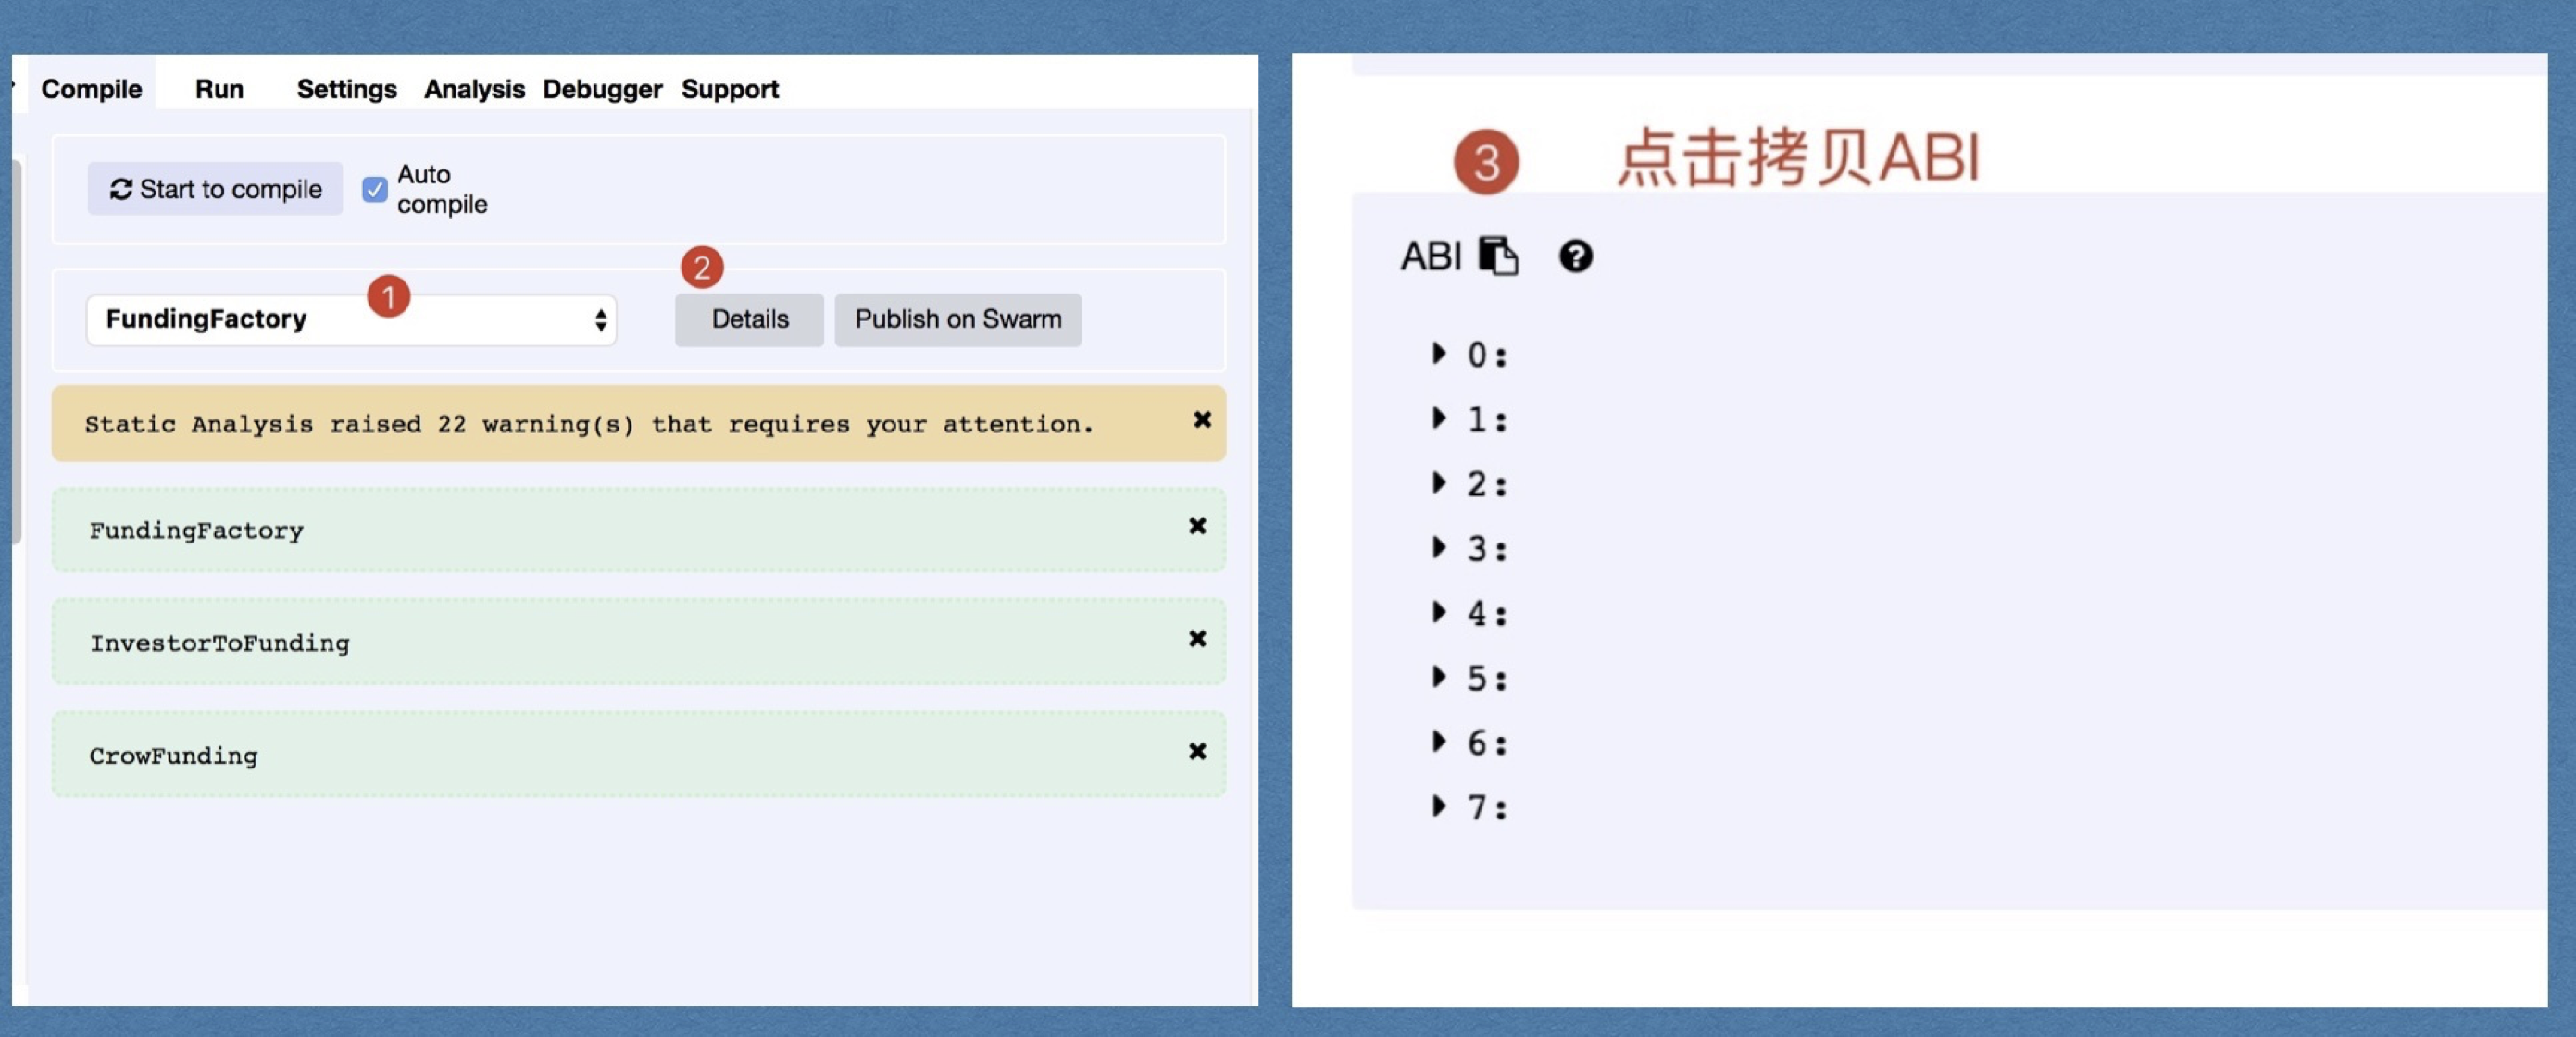 Compile Run Settings Analysis Debugger Support
Start to compile
Auto
compile
1
2
FundingFactory
Details
Publish on Swarm
Static Analysis raised 22 warning(s) that requires your attention.
FundingFactory
InvestorToFunding
CrowFunding
3 点击拷贝ABI
ABI
0:
1:
2:
3:
4:
5:
6:
7: